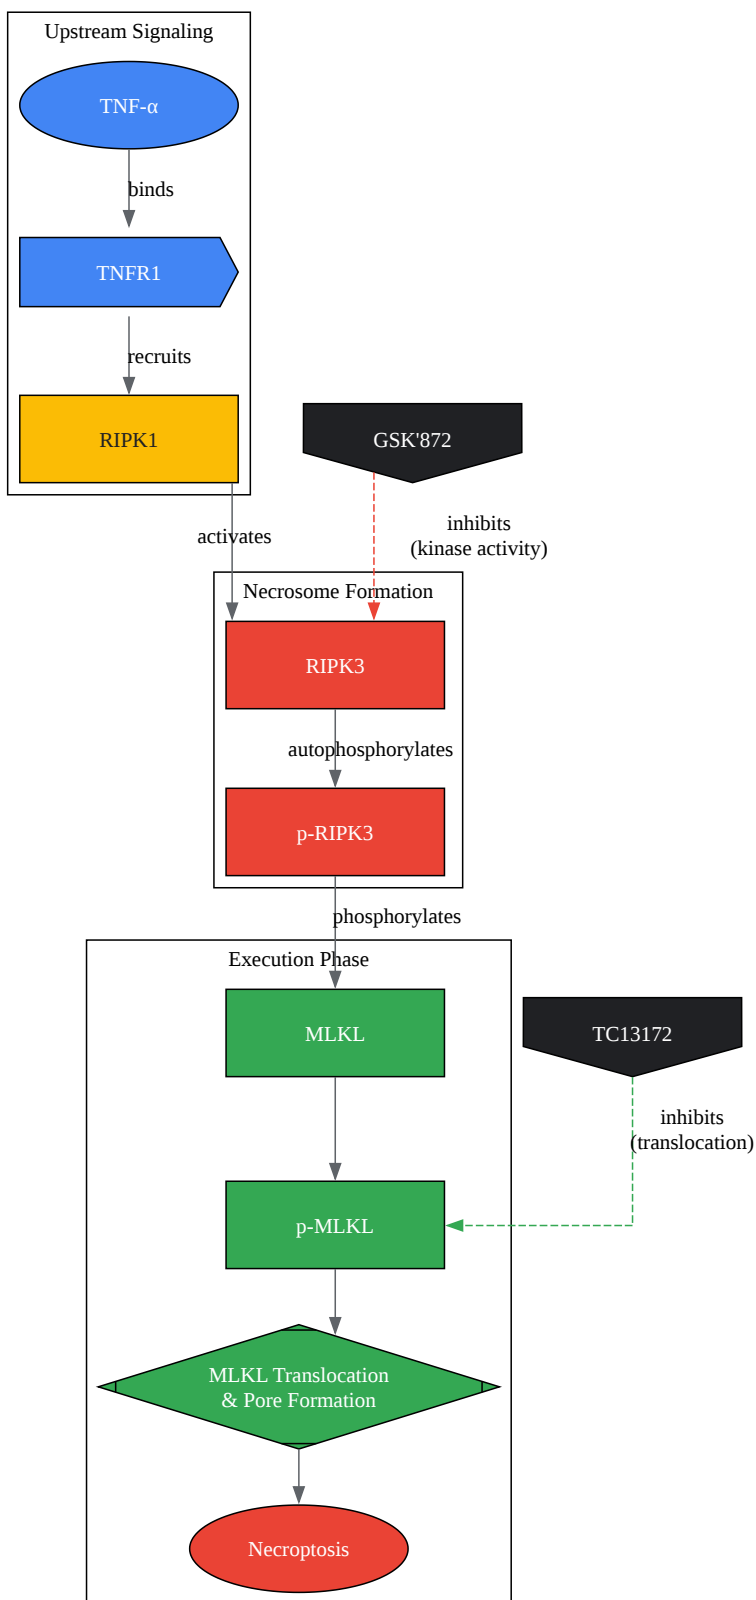 Upstream Signaling
TNF-α
binds
TNFR1
recruits
RIPK1
GSK'872
activates
inhibits
(kinase activity)
Necrosome Formation
RIPK3
autophosphorylates
p-RIPK3
phosphorylates
Execution Phase
MLKL
TC13172
inhibits
(translocation)
p-MLKL
MLKL Translocation
& Pore Formation
Necroptosis